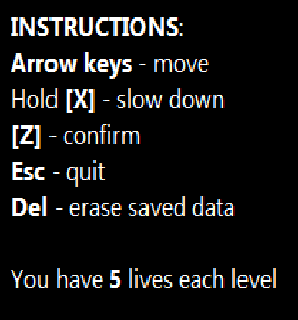 INSTRUCTIONS:
Arrow keys - move
Hold [X] - slow down
[Z] - confirm
Esc - quit
Del - erase saved data
You have 5 lives each level